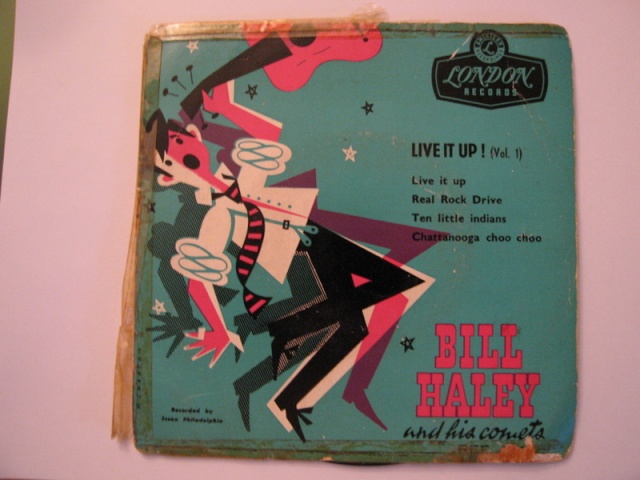 LONDON
RECORDS
LIVE IT UP! (Vol. 1)
Live it up
Real Rock Drive
Ten little indians
Chattanooga choo choo
BILL
HALEY
and his comets
Recorded by
Essex Philadelphia